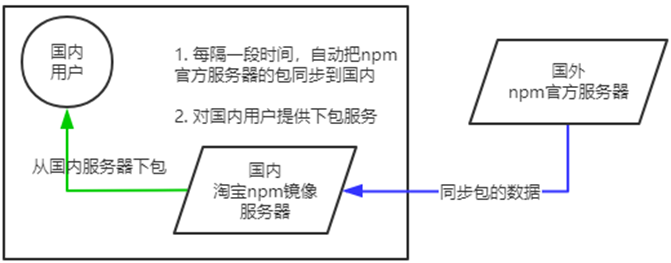 国内
用户
1. 每隔一段时间，自动把npm
官方服务器的包同步到国内
2. 对国内用户提供下包服务
国外
npm官方服务器
从国内服务器下包
国内
淘宝npm镜像
服务器
同步包的数据